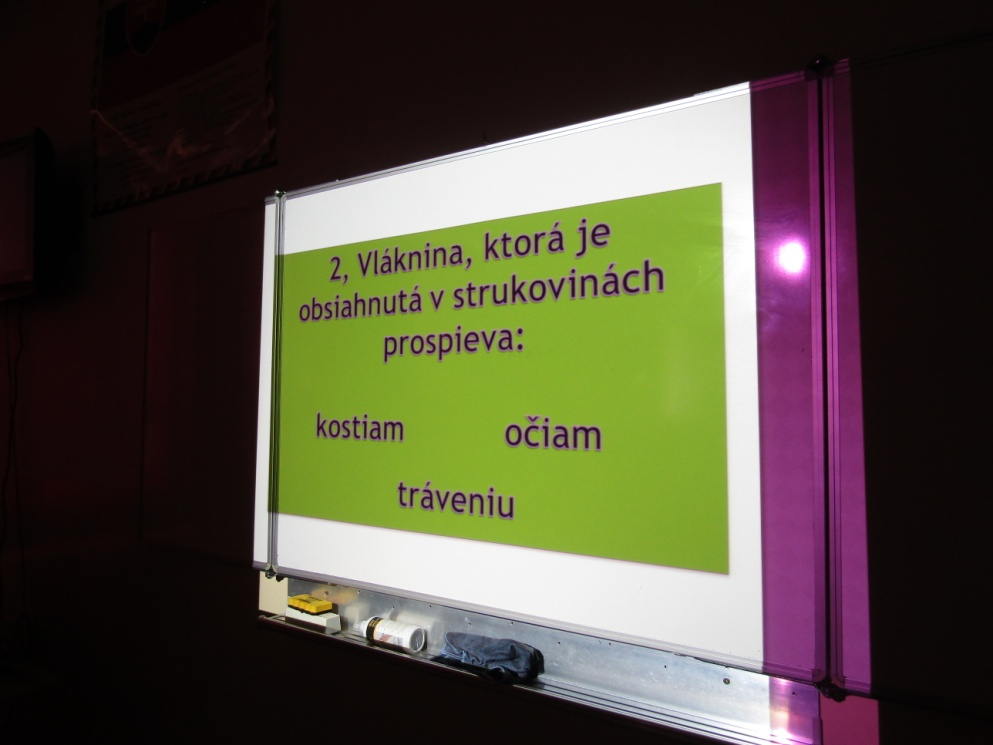 2, Vláknina, ktorá je
obsiahnutá v strukovinách
prospieva:
kostiam očiam
tráveniu